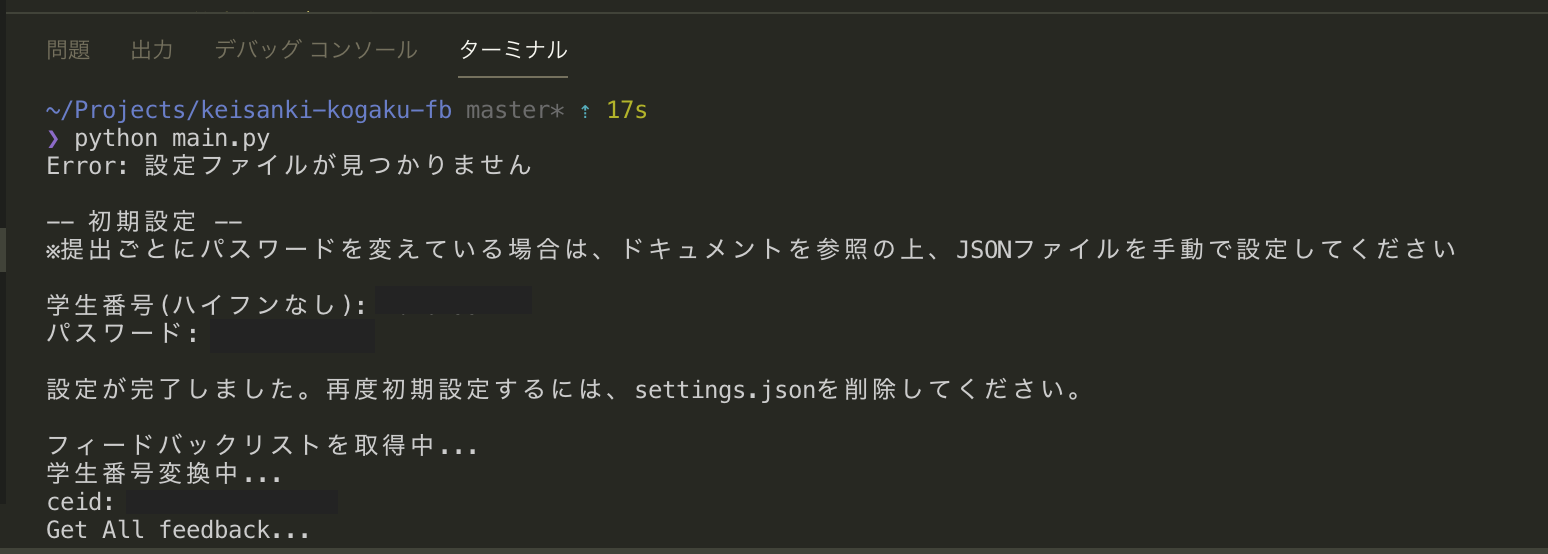 問題 出力 デバッグ コンソール ターミナル
~/Projects/keisanki-kogaku-fb master* ⇡ 17s
❯ python main.py
Error: 設定ファイルが見つかりません
-- 初期設定 --
※提出ごとにパスワードを変えている場合は、ドキュメントを参照の上、JSONファイルを手動で設定してください
学生番号(ハイフンなし):
パスワード:
設定が完了しました。再度初期設定するには、settings.jsonを削除してください。
フィードバックリストを取得中...
学生番号変換中...
ceid:
Get All feedback...